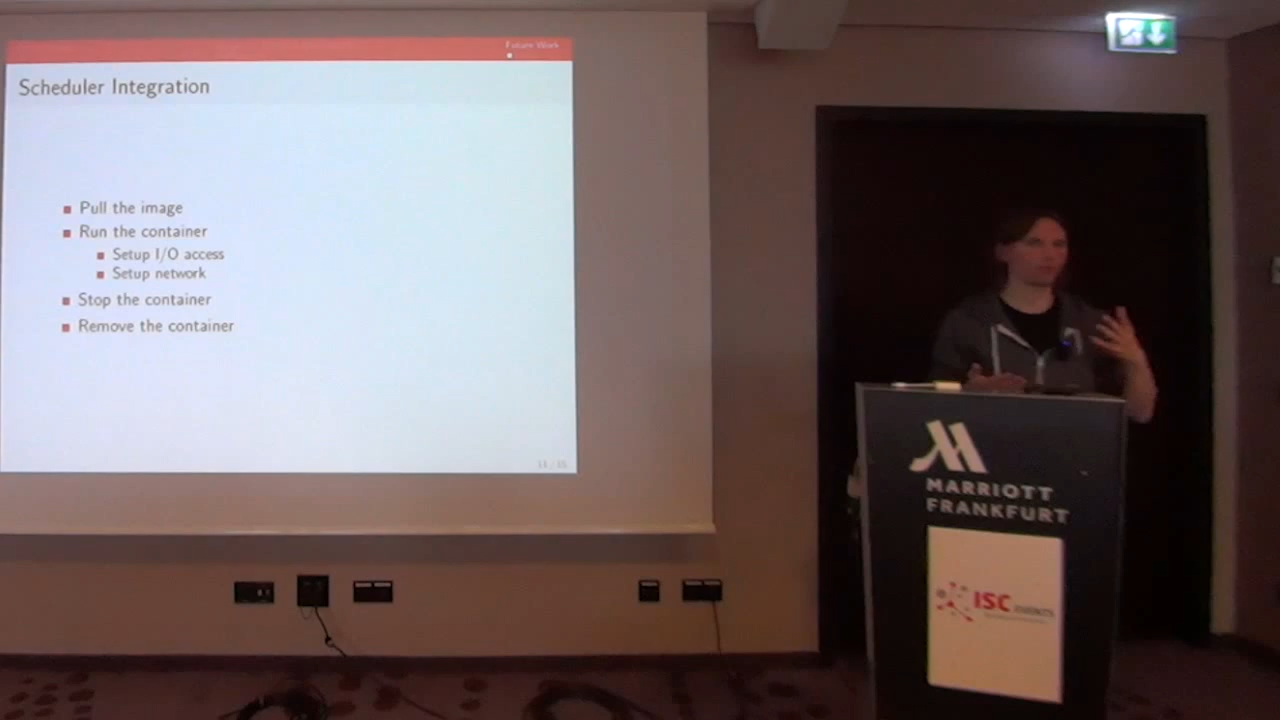 Future Work
Scheduler Integration
Pull the image
Run the container
Setup I/O access
Setup network
Stop the container
Remove the container
MARRIOTT
FRANKFURT
ISC EVENTS